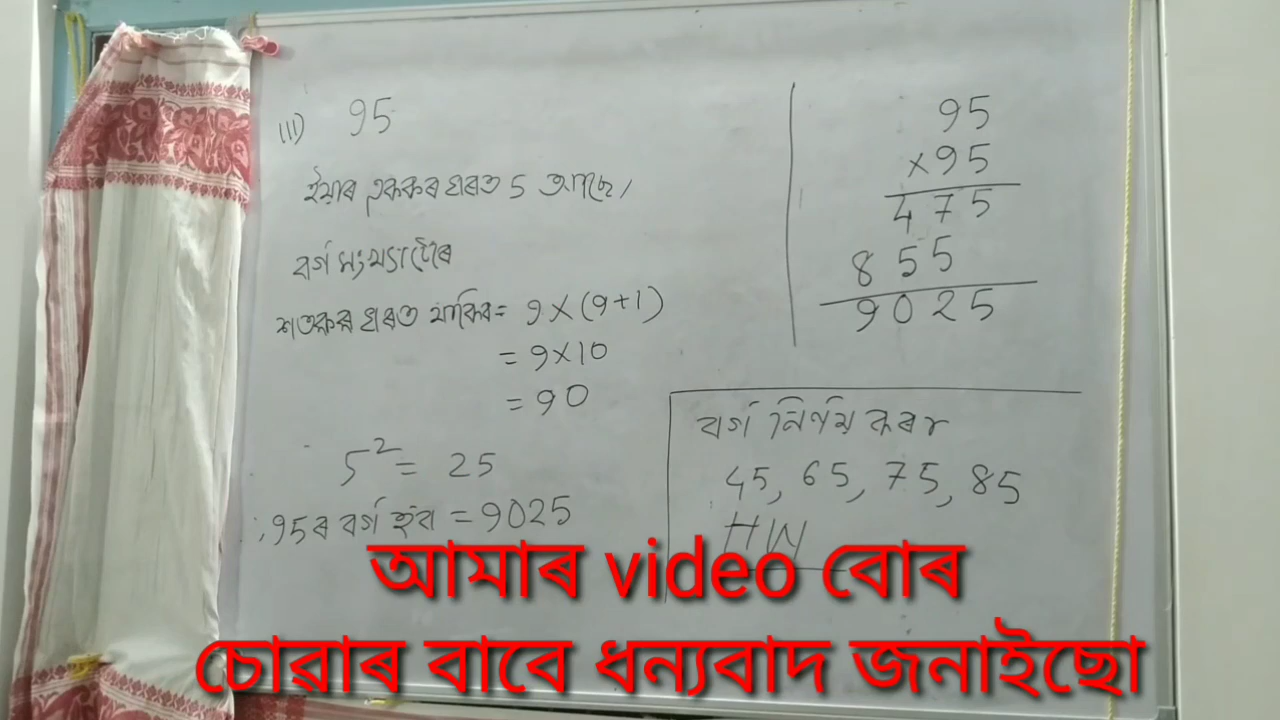 (III) 95
ইয়াৰ এককৰ ঘৰত 5 আছে।
বৰ্গ সংখ্যাটোৰ
শতকৰ ঘৰত থাকিব = 9 × (9+1)
= 9×10
= 90
5² = 25
∴ 95ৰ বৰ্গ হ'ব = 9025
95
×95
475
855
9025
বৰ্গ নিৰ্ণয় কৰা
45, 65, 75, 85
HW
আমাৰ video বোৰ
চোৱাৰ বাবে ধন্যবাদ জনাইছো